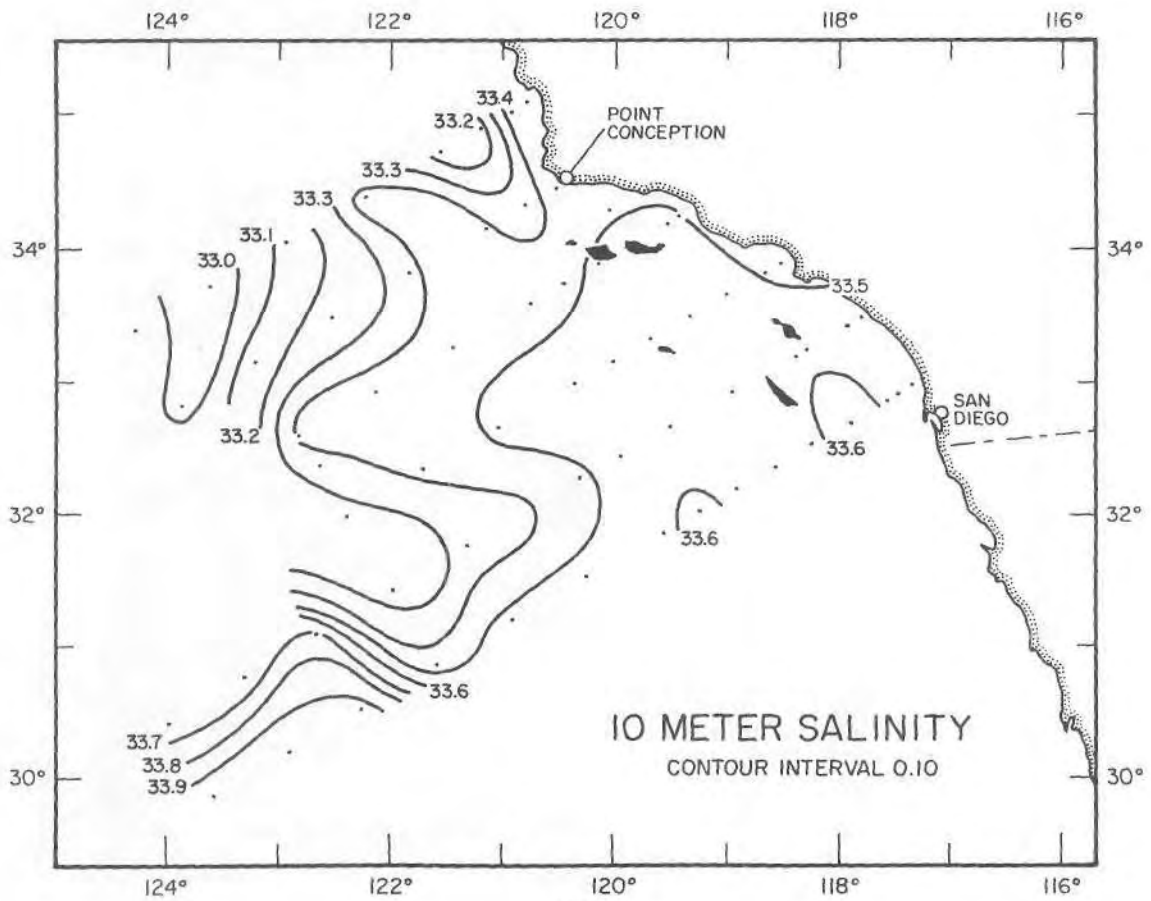 124° 122° 120° 118° 116°
33.4
33.2
POINT
CONCEPTION
33.3
33.3
33.1
33.0
34° 34°
33.5
33.2
SAN
DIEGO
33.6
32° 32°
33.6
33.6
33.7
33.8
33.9
10 METER SALINITY
CONTOUR INTERVAL 0.10
30° 30°
124° 122° 120° 118° 116°